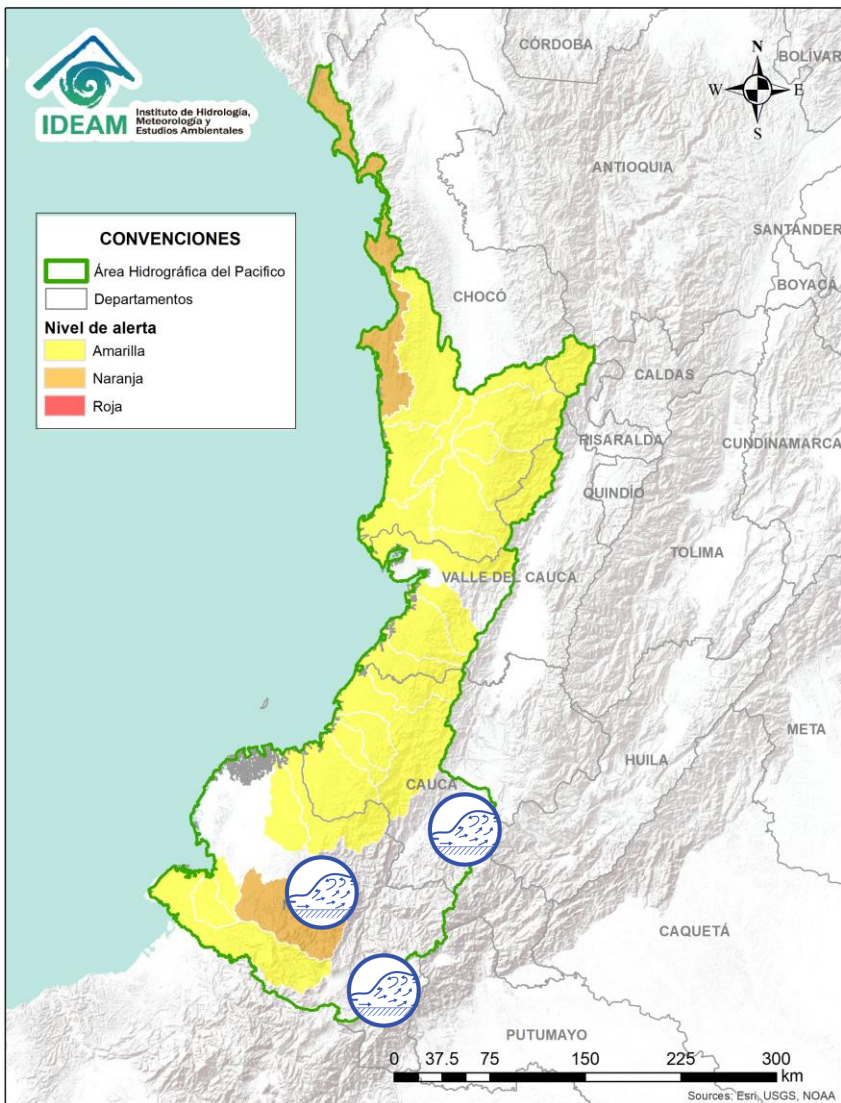 IDEAM
Instituto de Hidrología,
Meteorología y
Estudios Ambientales
CÓRDOBA
BOLÍVAR
N
W
E
S
ANTIOQUIA
SANTANDER
BOYACÁ
CONVENCIONES
Área Hidrográfica del Pacifico
Departamentos
Nivel de alerta
Amarilla
Naranja
Roja
CHOCÓ
CALDAS
RISARALDA
CUNDINAMARCA
QUINDÍO
TOLIMA
VALLE DEL CAUCA
META
HUILA
CAUCA
CAQUETÁ
PUTUMAYO
0 37.5 75 150 225 300
km
Sources: Esri, USGS, NOAA